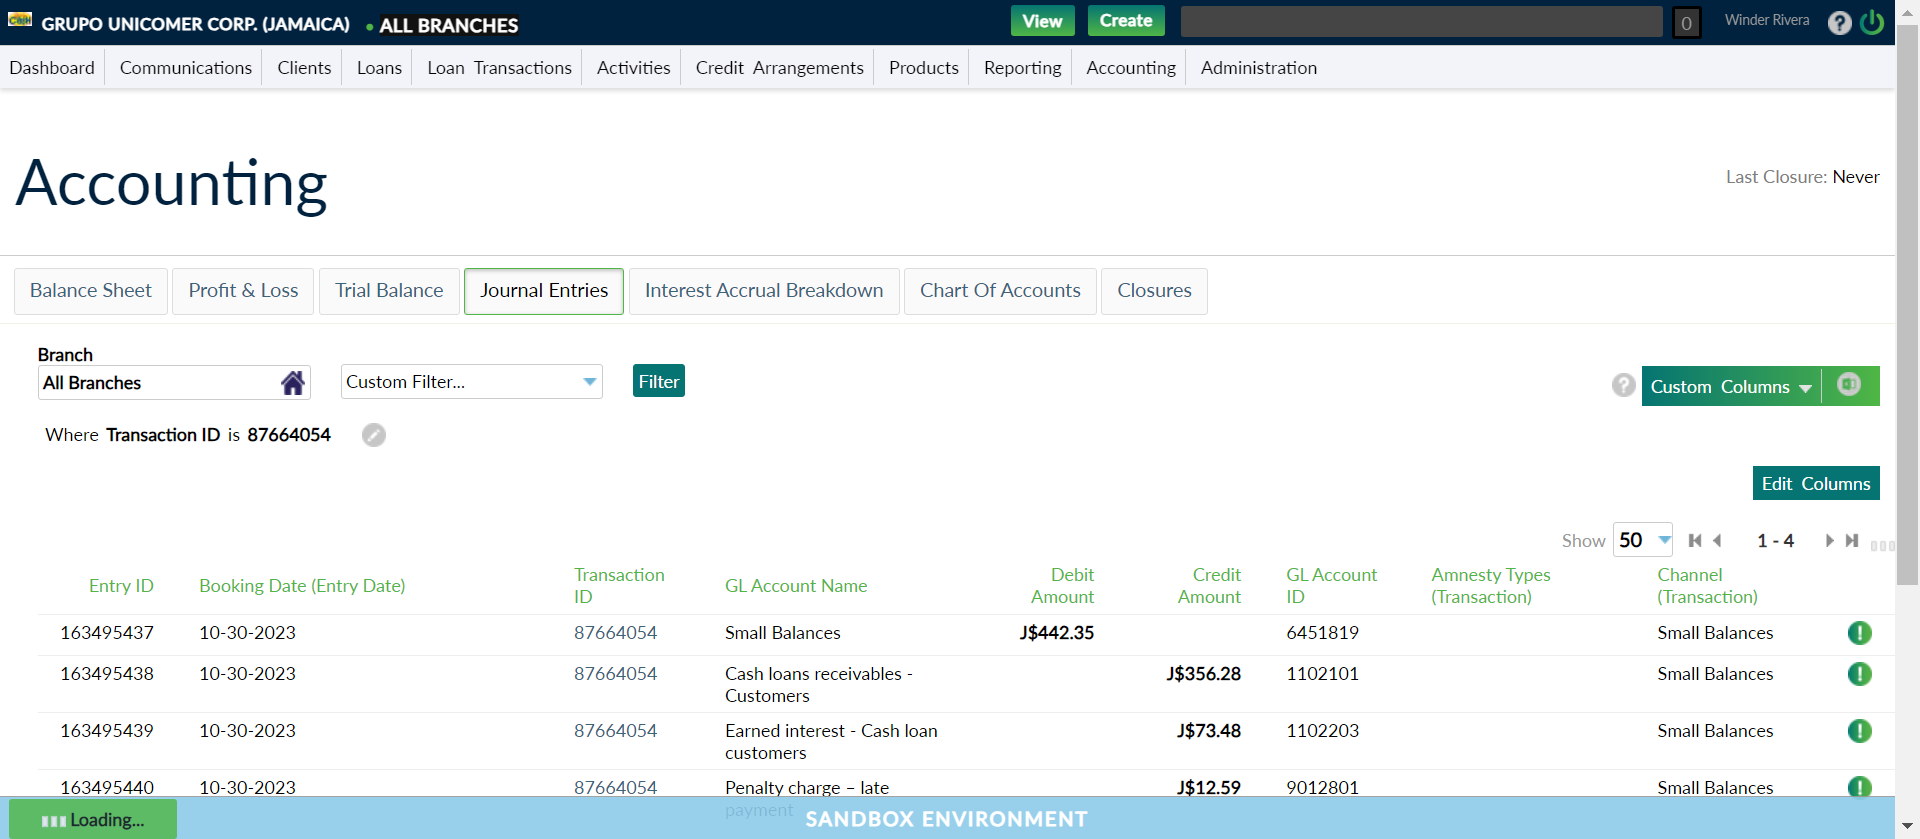 Cash GRUPO UNICOMER CORP. (JAMAICA) • ALL BRANCHES View Create 0 Winder Rivera ?
Dashboard Communications Clients Loans Loan Transactions Activities Credit Arrangements Products Reporting Accounting Administration
Accounting
Last Closure: Never
Balance Sheet Profit & Loss Trial Balance Journal Entries Interest Accrual Breakdown Chart Of Accounts Closures
Branch
All Branches Custom Filter... Filter ? Custom Columns
Where Transaction ID is 87664054
Edit Columns
Show 50 1 - 4
Entry ID Booking Date (Entry Date) Transaction ID GL Account Name Debit Amount Credit Amount GL Account ID Amnesty Types (Transaction) Channel (Transaction)
163495437 10-30-2023 87664054 Small Balances J$442.35 6451819 Small Balances !
163495438 10-30-2023 87664054 Cash loans receivables - J$356.28 1102101 Small Balances !
Customers
163495439 10-30-2023 87664054 Earned interest - Cash loan J$73.48 1102203 Small Balances !
customers
163495440 10-30-2023 87664054 Penalty charge – late J$12.59 9012801 Small Balances !
payment
Loading... SANDBOX ENVIRONMENT